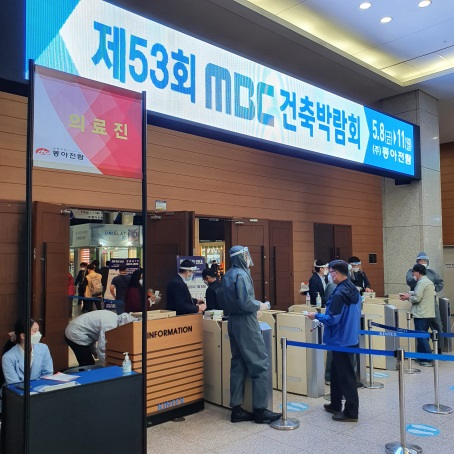 제53회 MBC 건축박람회
5.8(금)▶11(월)
(주)동아전람
의료진
동아전람
INFORMATION